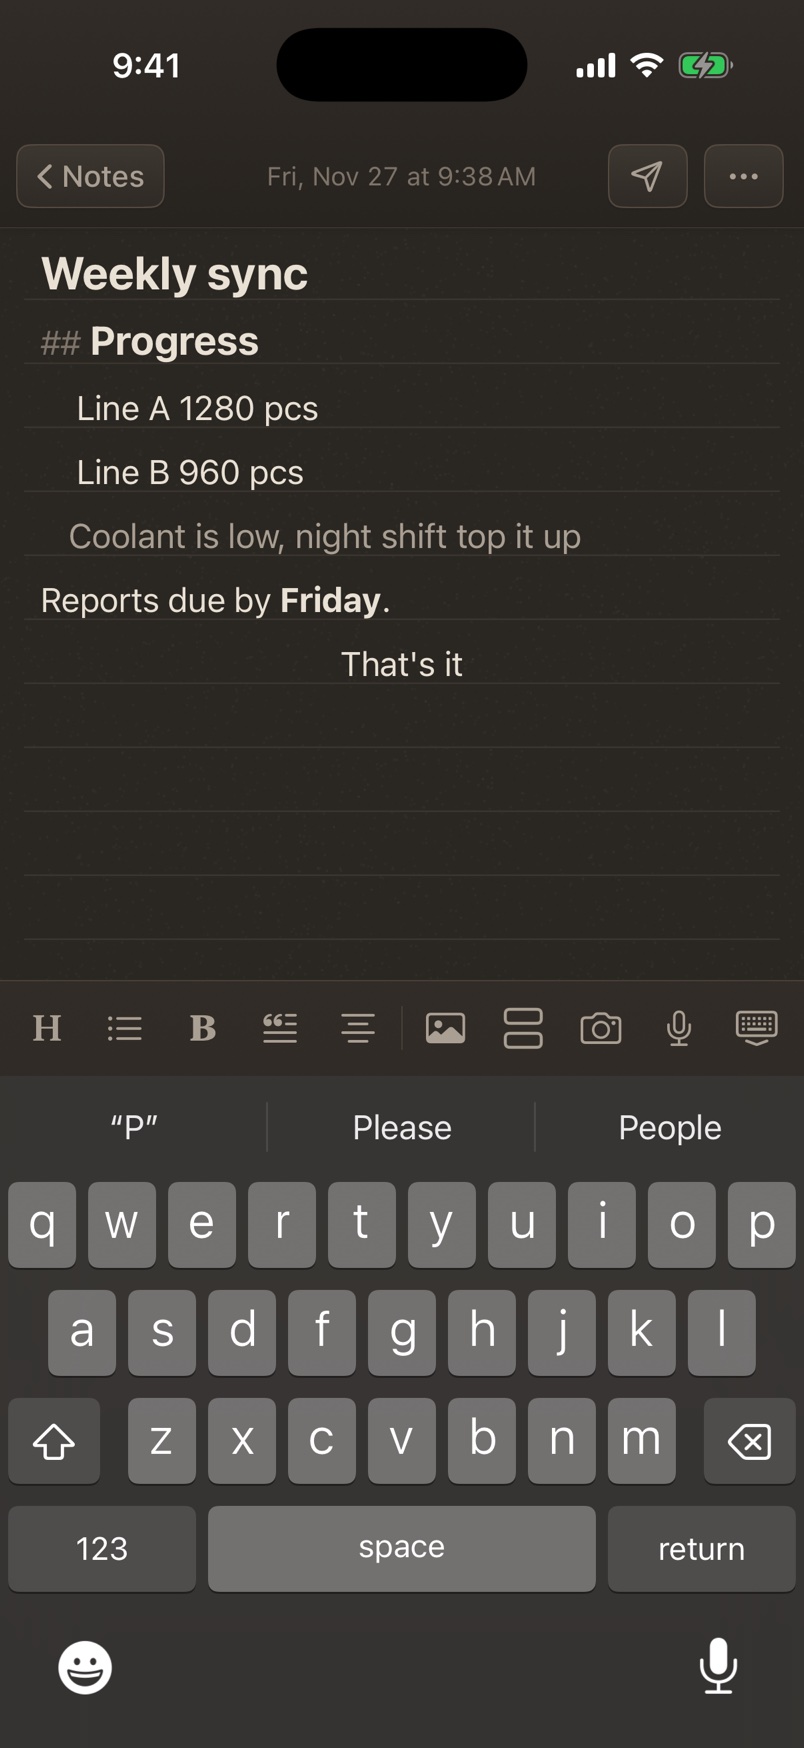 9:41
Notes
Fri, Nov 27 at 9:38 AM
Weekly sync
## Progress
Line A 1280 pcs
Line B 960 pcs
Coolant is low, night shift top it up
Reports due by Friday.
That's it
H B
“P” Please People
q w e r t y u i o p
a s d f g h j k l
z x c v b n m
123 space return